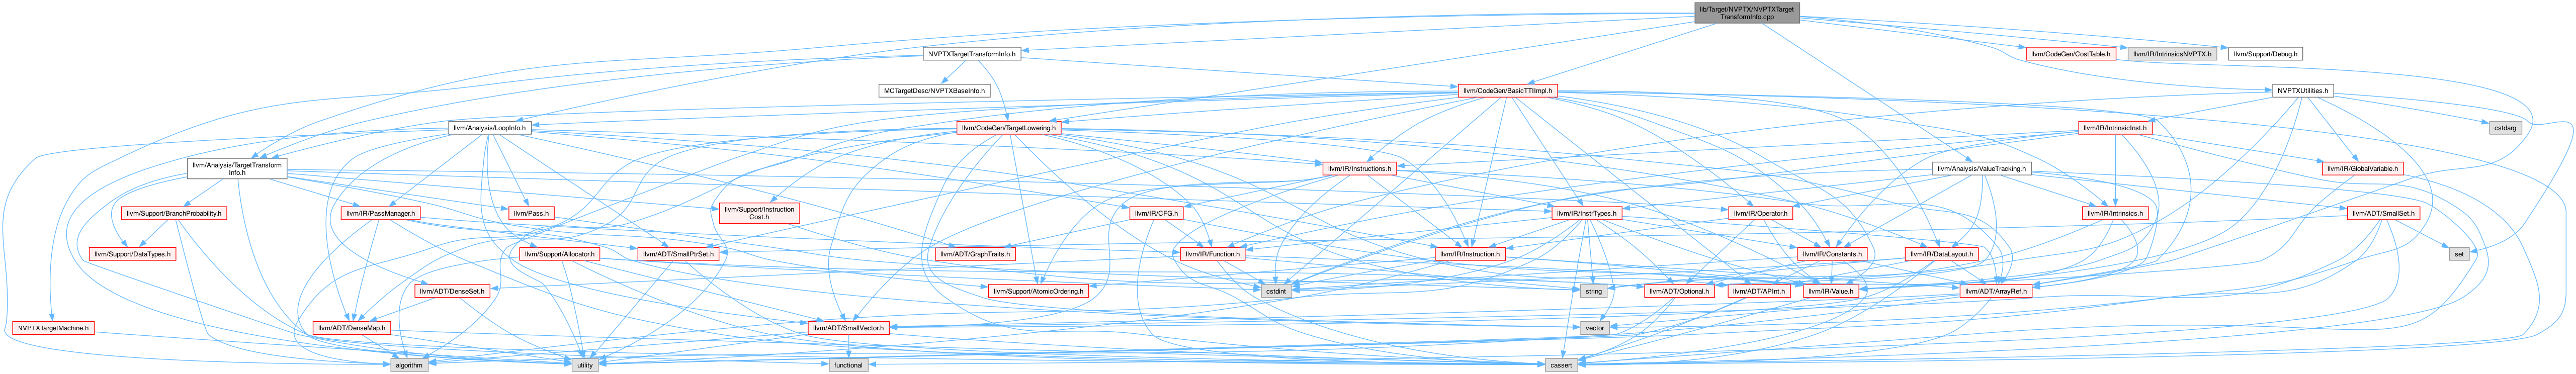 lib/Target/NVPTX/NVPTXTarget
TransformInfo.cpp
NVPTXTargetTransformInfo.h
llvm/CodeGen/CostTable.h
llvm/IR/IntrinsicsNVPTX.h
llvm/Support/Debug.h
MCTargetDesc/NVPTXBaseInfo.h
llvm/CodeGen/BasicTTIImpl.h
NVPTXUtilities.h
llvm/Analysis/LoopInfo.h
llvm/CodeGen/TargetLowering.h
llvm/IR/IntrinsicInst.h
cstdarg
llvm/Analysis/TargetTransform
Info.h
llvm/IR/Instructions.h
llvm/Analysis/ValueTracking.h
llvm/IR/GlobalVariable.h
llvm/Support/BranchProbability.h
llvm/IR/PassManager.h
llvm/Pass.h
llvm/Support/Instruction
Cost.h
llvm/IR/CFG.h
llvm/IR/InstrTypes.h
llvm/IR/Operator.h
llvm/IR/Intrinsics.h
llvm/ADT/SmallSet.h
llvm/Support/DataTypes.h
llvm/Support/Allocator.h
llvm/ADT/SmallPtrSet.h
llvm/ADT/GraphTraits.h
llvm/IR/Function.h
llvm/IR/Instruction.h
llvm/IR/Constants.h
llvm/IR/DataLayout.h
set
llvm/ADT/DenseSet.h
llvm/Support/AtomicOrdering.h
cstdint
string
llvm/ADT/Optional.h
llvm/ADT/APInt.h
llvm/IR/Value.h
llvm/ADT/ArrayRef.h
NVPTXTargetMachine.h
llvm/ADT/DenseMap.h
llvm/ADT/SmallVector.h
vector
algorithm
utility
functional
cassert